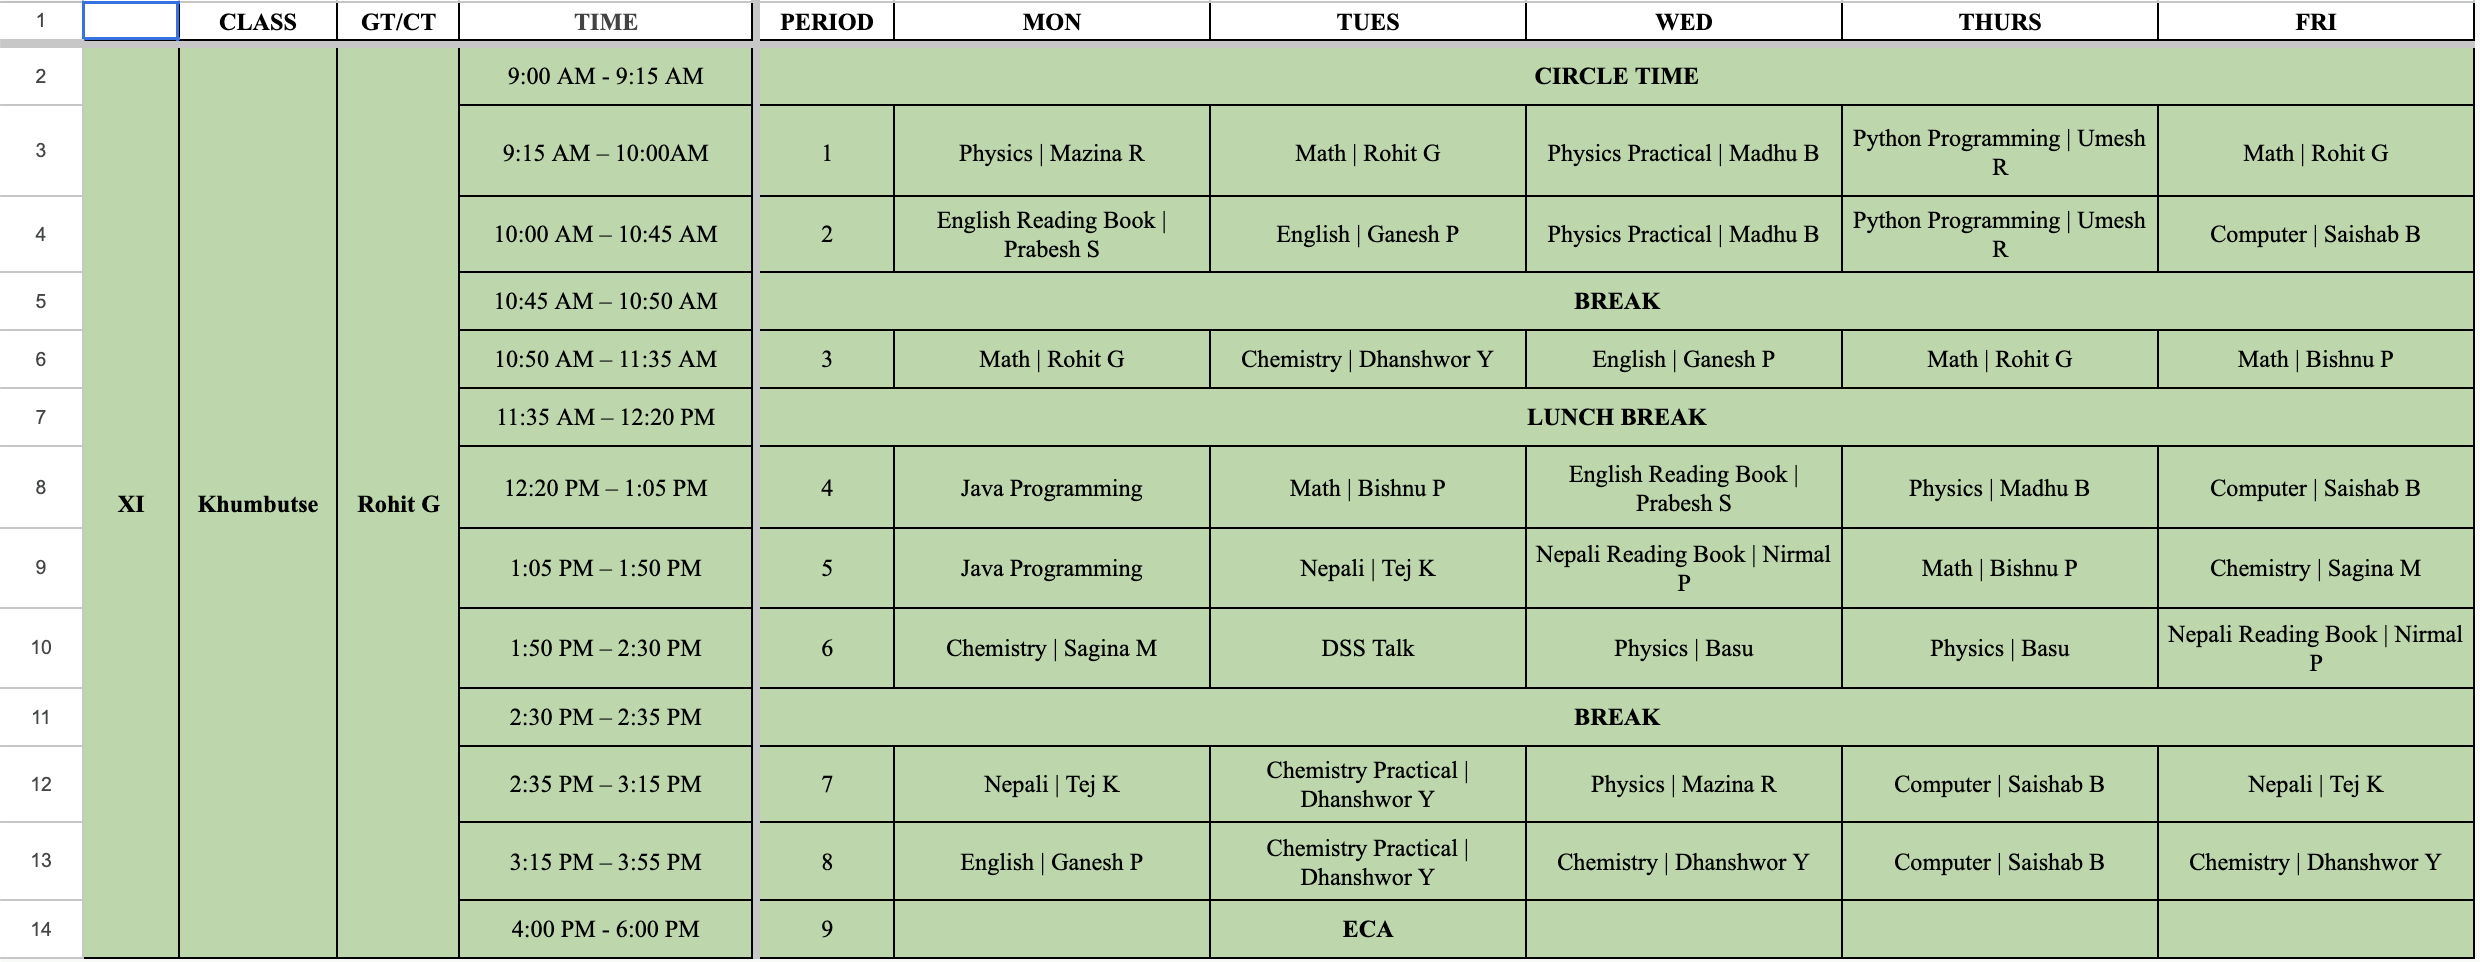 1 CLASS GT/CT TIME PERIOD MON TUES WED THURS FRI
2 9:00 AM - 9:15 AM CIRCLE TIME
3 9:15 AM – 10:00AM 1 Physics | Mazina R Math | Rohit G Physics Practical | Madhu B Python Programming | Umesh R Math | Rohit G
4 10:00 AM – 10:45 AM 2 English Reading Book | Prabesh S English | Ganesh P Physics Practical | Madhu B Python Programming | Umesh R Computer | Saishab B
5 10:45 AM – 10:50 AM BREAK
6 10:50 AM – 11:35 AM 3 Math | Rohit G Chemistry | Dhanshwor Y English | Ganesh P Math | Rohit G Math | Bishnu P
7 11:35 AM – 12:20 PM LUNCH BREAK
8 XI Khumbutse Rohit G 12:20 PM – 1:05 PM 4 Java Programming Math | Bishnu P English Reading Book | Prabesh S Physics | Madhu B Computer | Saishab B
9 1:05 PM – 1:50 PM 5 Java Programming Nepali | Tej K Nepali Reading Book | Nirmal P Math | Bishnu P Chemistry | Sagina M
10 1:50 PM – 2:30 PM 6 Chemistry | Sagina M DSS Talk Physics | Basu Physics | Basu Nepali Reading Book | Nirmal P
11 2:30 PM – 2:35 PM BREAK
12 2:35 PM – 3:15 PM 7 Nepali | Tej K Chemistry Practical | Dhanshwor Y Physics | Mazina R Computer | Saishab B Nepali | Tej K
13 3:15 PM – 3:55 PM 8 English | Ganesh P Chemistry Practical | Dhanshwor Y Chemistry | Dhanshwor Y Computer | Saishab B Chemistry | Dhanshwor Y
14 4:00 PM - 6:00 PM 9 ECA